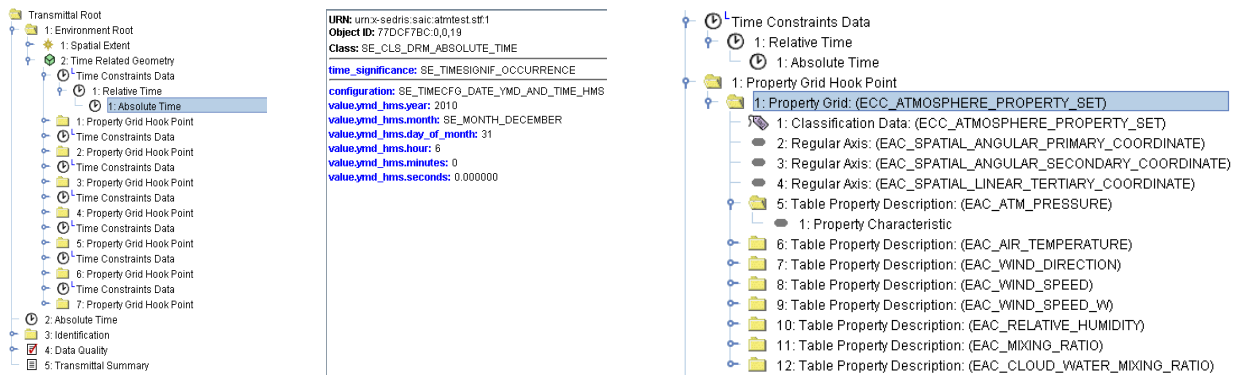 Transmittal Root
1: Environment Root
1: Spatial Extent
2: Time Related Geometry
Time Constraints Data
1: Relative Time
1: Absolute Time
1: Property Grid Hook Point
Time Constraints Data
2: Property Grid Hook Point
Time Constraints Data
3: Property Grid Hook Point
Time Constraints Data
4: Property Grid Hook Point
Time Constraints Data
5: Property Grid Hook Point
Time Constraints Data
6: Property Grid Hook Point
Time Constraints Data
7: Property Grid Hook Point
2: Absolute Time
3: Identification
4: Data Quality
5: Transmittal Summary
URN: urn:x-sedris:saic:atmtest.stf:1
Object ID: 77DCF7BC:0,0,19
Class: SE_CLS_DRM_ABSOLUTE_TIME
time_significance: SE_TIMESIGNIF_OCCURRENCE
configuration: SE_TIMECFG_DATE_YMD_AND_TIME_HMS
value.ymd_hms.year: 2010
value.ymd_hms.month: SE_MONTH_DECEMBER
value.ymd_hms.day_of_month: 31
value.ymd_hms.hour: 6
value.ymd_hms.minutes: 0
value.ymd_hms.seconds: 0.000000
Time Constraints Data
1: Relative Time
1: Absolute Time
1: Property Grid Hook Point
1: Property Grid: (ECC_ATMOSPHERE_PROPERTY_SET)
1: Classification Data: (ECC_ATMOSPHERE_PROPERTY_SET)
2: Regular Axis: (EAC_SPATIAL_ANGULAR_PRIMARY_COORDINATE)
3: Regular Axis: (EAC_SPATIAL_ANGULAR_SECONDARY_COORDINATE)
4: Regular Axis: (EAC_SPATIAL_LINEAR_TERTIARY_COORDINATE)
5: Table Property Description: (EAC_ATM_PRESSURE)
1: Property Characteristic
6: Table Property Description: (EAC_AIR_TEMPERATURE)
7: Table Property Description: (EAC_WIND_DIRECTION)
8: Table Property Description: (EAC_WIND_SPEED)
9: Table Property Description: (EAC_WIND_SPEED_W)
10: Table Property Description: (EAC_RELATIVE_HUMIDITY)
11: Table Property Description: (EAC_MIXING_RATIO)
12: Table Property Description: (EAC_CLOUD_WATER_MIXING_RATIO)